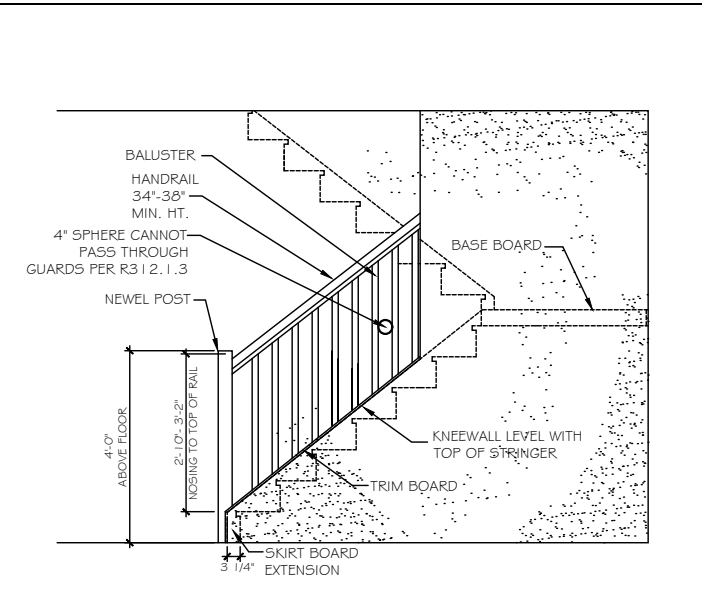 BALUSTER
HANDRAIL
34"-38"
MIN. HT.
4" SPHERE CANNOT
PASS THROUGH
GUARDS PER R312.1.3
NEWEL POST
BASE BOARD
4'-0"
ABOVE FLOOR
2'-10"- 3'-2"
NOSING TO TOP OF RAIL
KNEEWALL LEVEL WITH
TOP OF STRINGER
TRIM BOARD
SKIRT BOARD
EXTENSION
3 1/4"